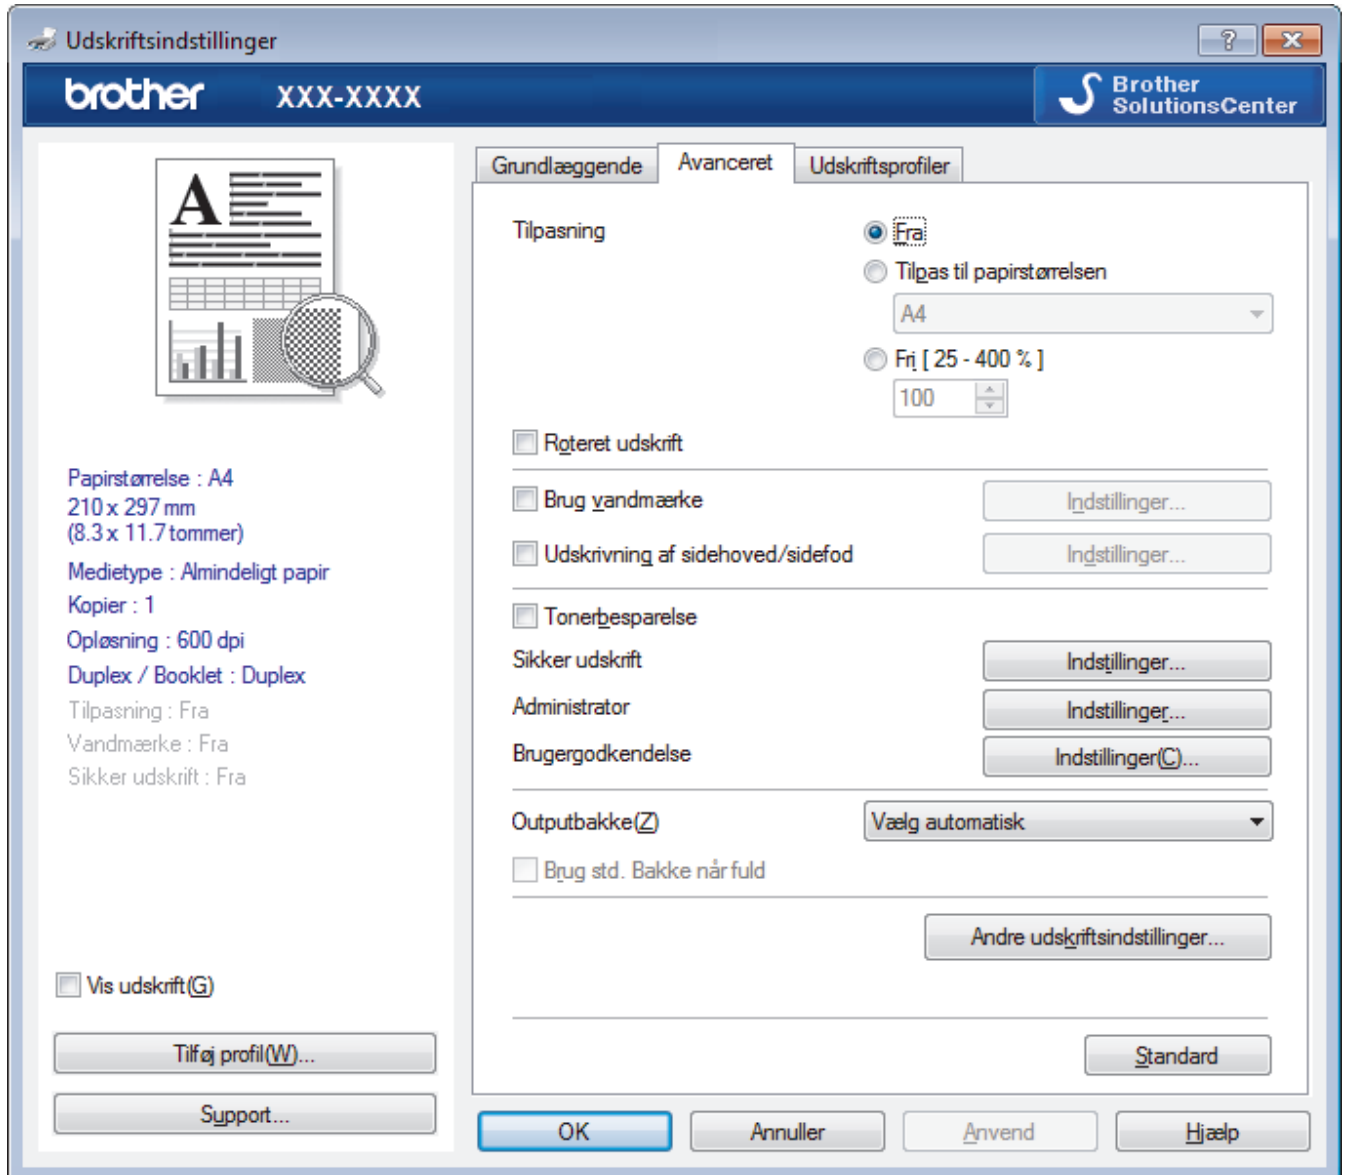 Udskriftsindstillinger
brother XXX-XXXX
Brother
SolutionsCenter
A
Papirstørrelse : A4
210 x 297 mm
(8.3 x 11.7 tommer)
Medietype : Almindeligt papir
Kopier : 1
Opløsning : 600 dpi
Duplex / Booklet : Duplex
Tilpasning : Fra
Vandmærke : Fra
Sikker udskrift : Fra
Vis udskrift(G)
Tilføj profil(W)...
Support...
Grundlæggende Avanceret Udskriftsprofiler
Tilpasning Fra
Tilpas til papirstørrelsen
A4
Fri [ 25 - 400 % ]
100
Roteret udskrift
Brug vandmærke Indstillinger...
Udskrivning af sidehoved/sidefod Indstillinger...
Tonerbesparelse
Sikker udskrift Indstillinger...
Administrator Indstillinger...
Brugergodkendelse Indstillinger(C)...
Outputbakke(Z) Vælg automatisk
Brug std. Bakke når fuld
Andre udskriftsindstillinger...
Standard
OK Annuller Anvend Hjælp